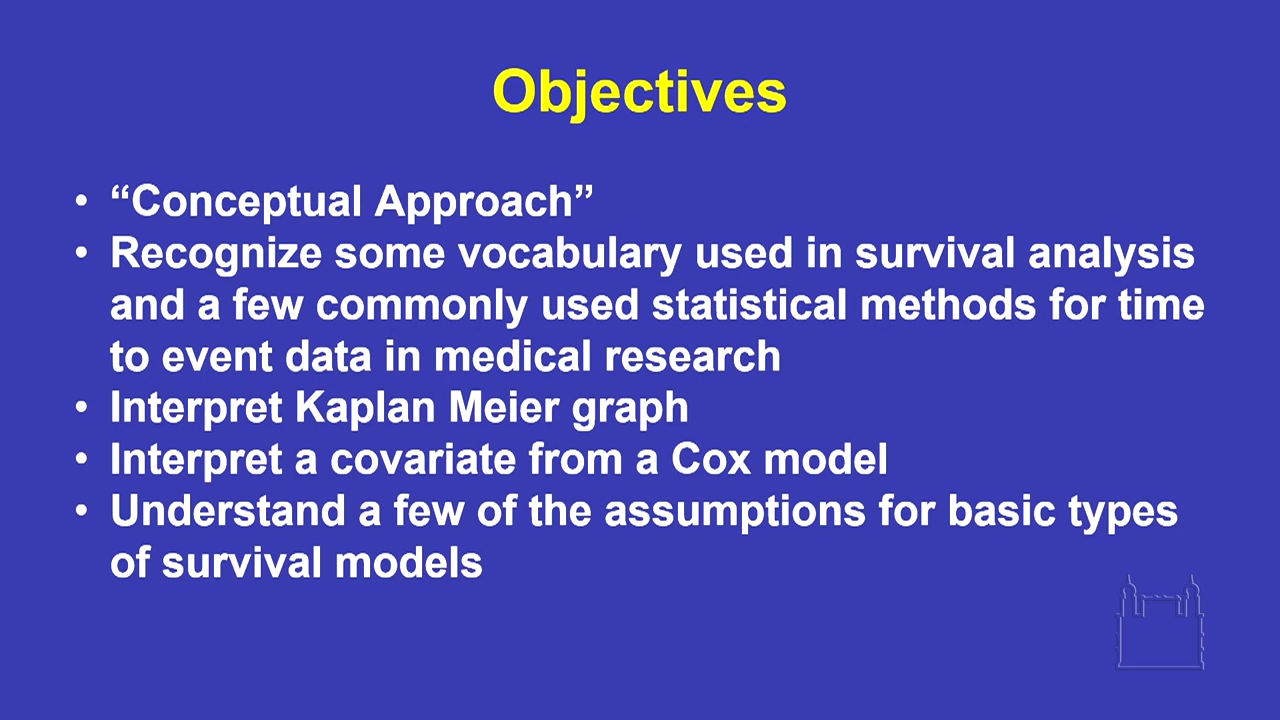 Objectives
• “Conceptual Approach”
• Recognize some vocabulary used in survival analysis
and a few commonly used statistical methods for time
to event data in medical research
• Interpret Kaplan Meier graph
• Interpret a covariate from a Cox model
• Understand a few of the assumptions for basic types
of survival models